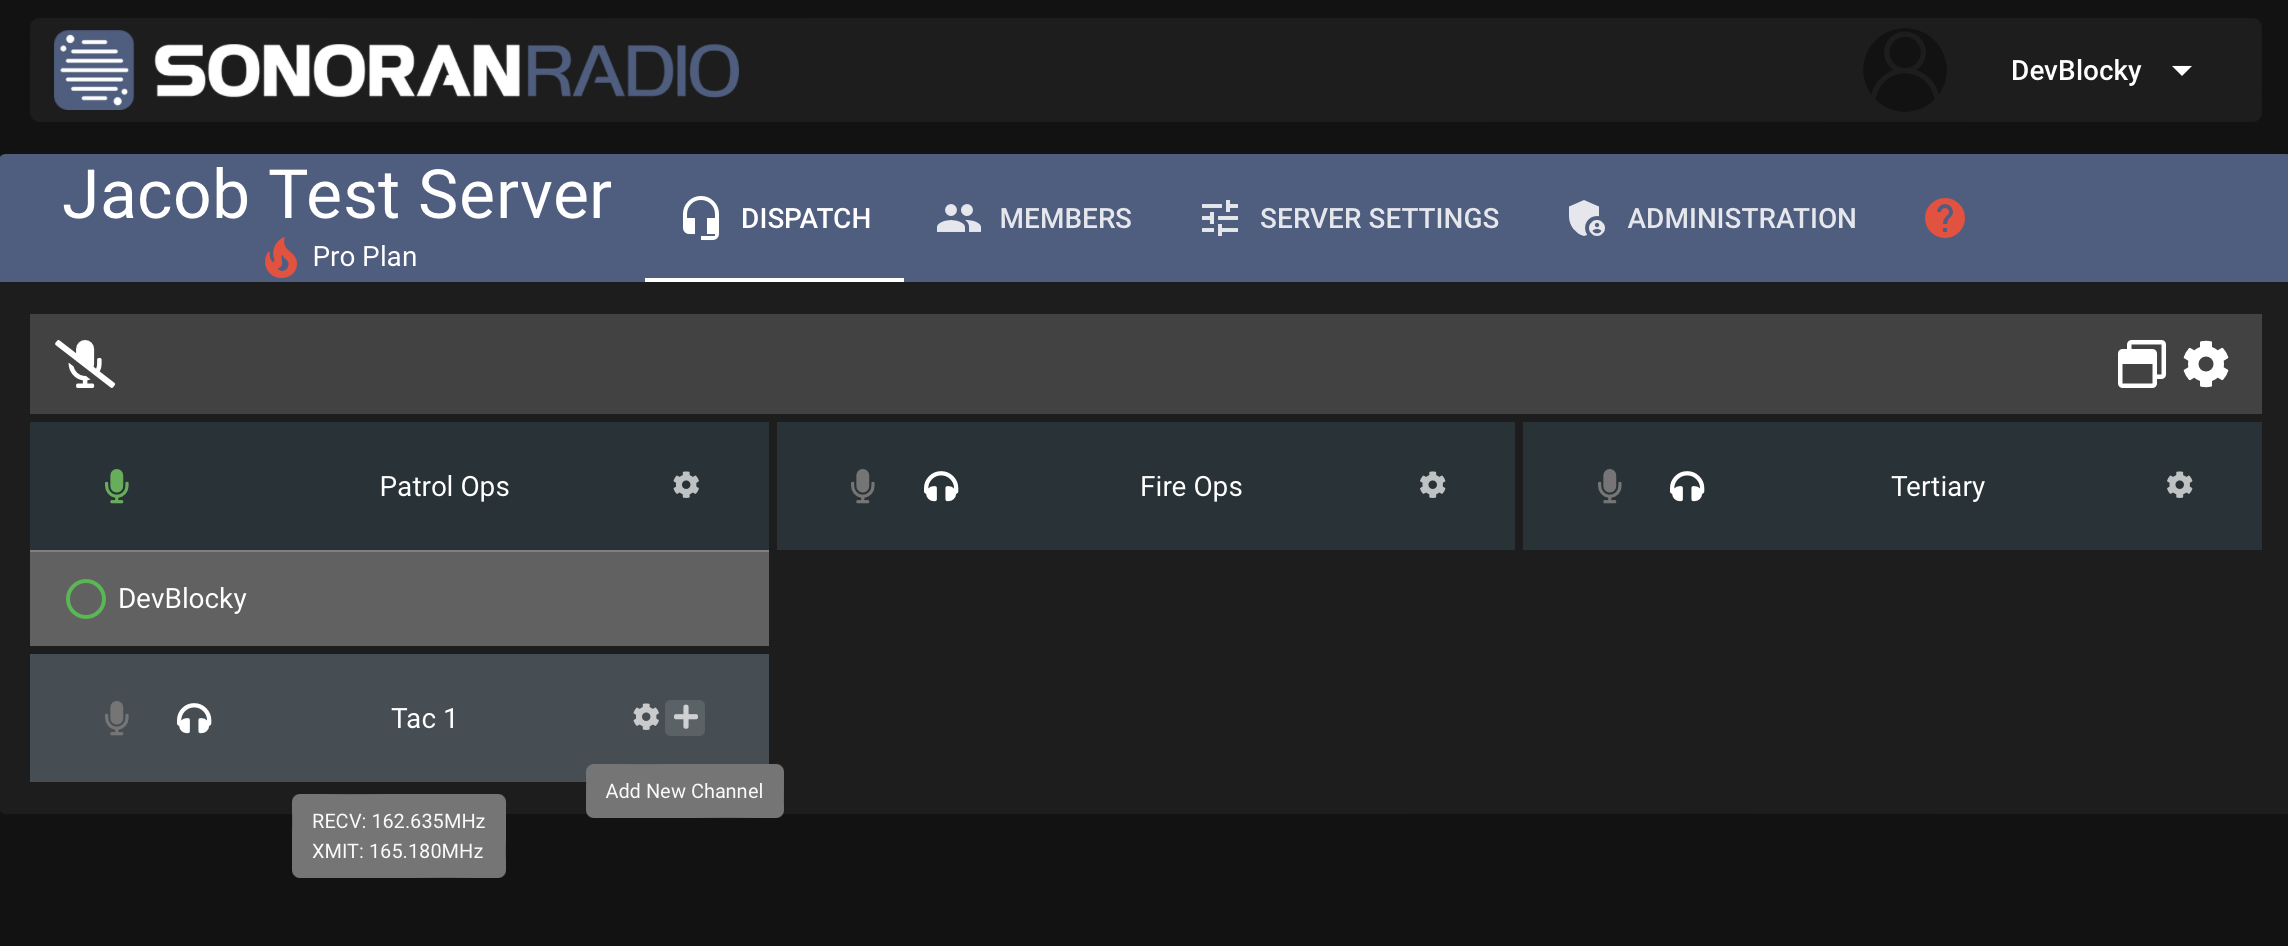 SONORANRADIO
DevBlocky
Jacob Test Server
Pro Plan
DISPATCH
MEMBERS
SERVER SETTINGS
ADMINISTRATION
?
Patrol Ops
Fire Ops
Tertiary
DevBlocky
Tac 1
Add New Channel
RECV: 162.635MHz
XMIT: 165.180MHz